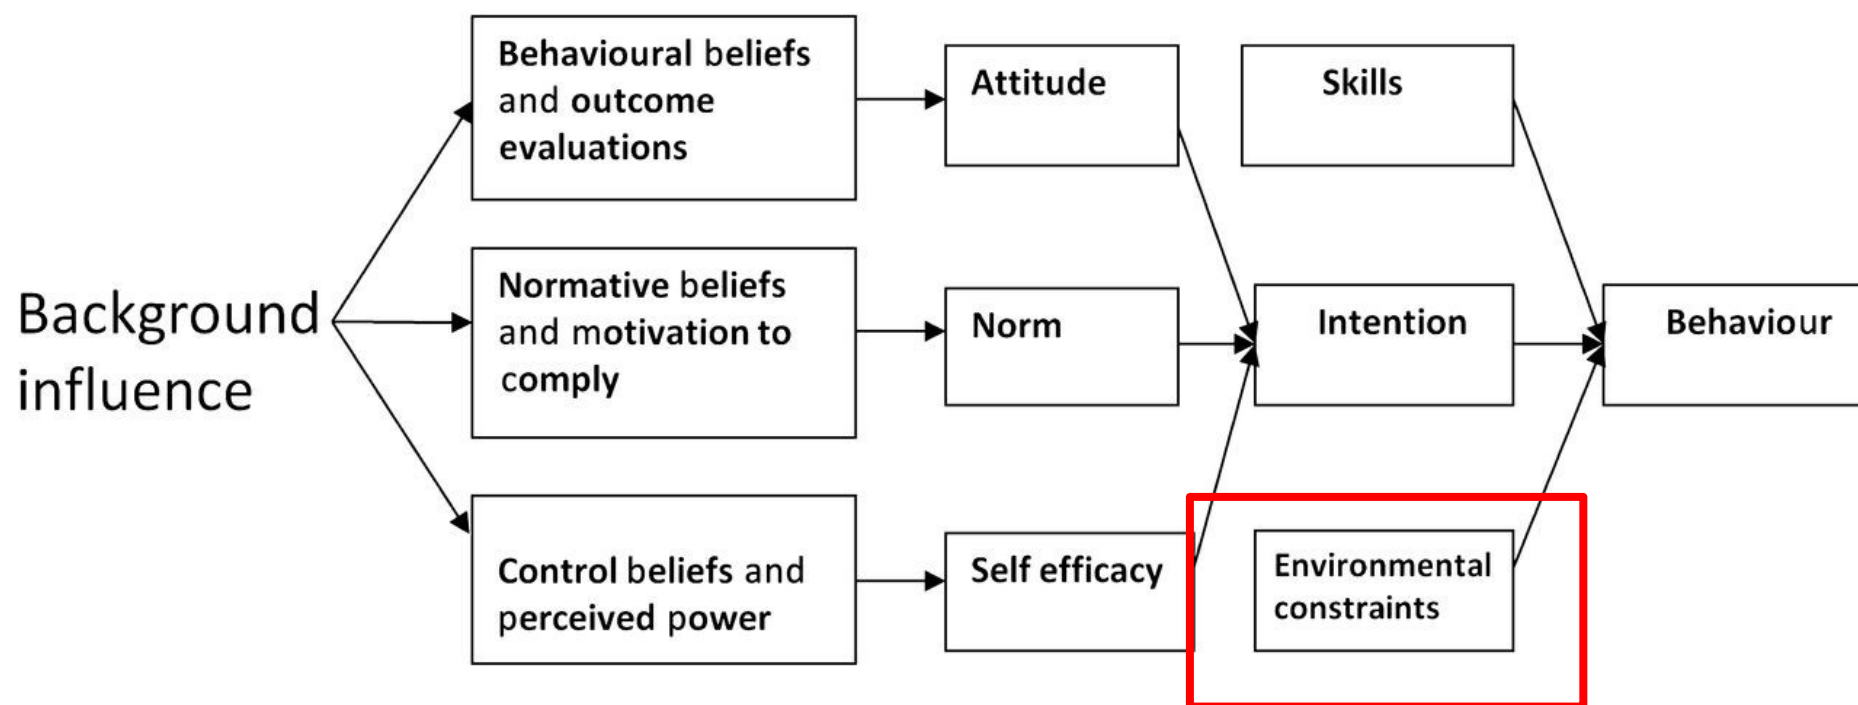 Background
influence
Behavioural beliefs
and outcome
evaluations
Normative beliefs
and motivation to
comply
Control beliefs and
perceived power
Attitude
Norm
Self efficacy
Skills
Intention
Environmental
constraints
Behaviour